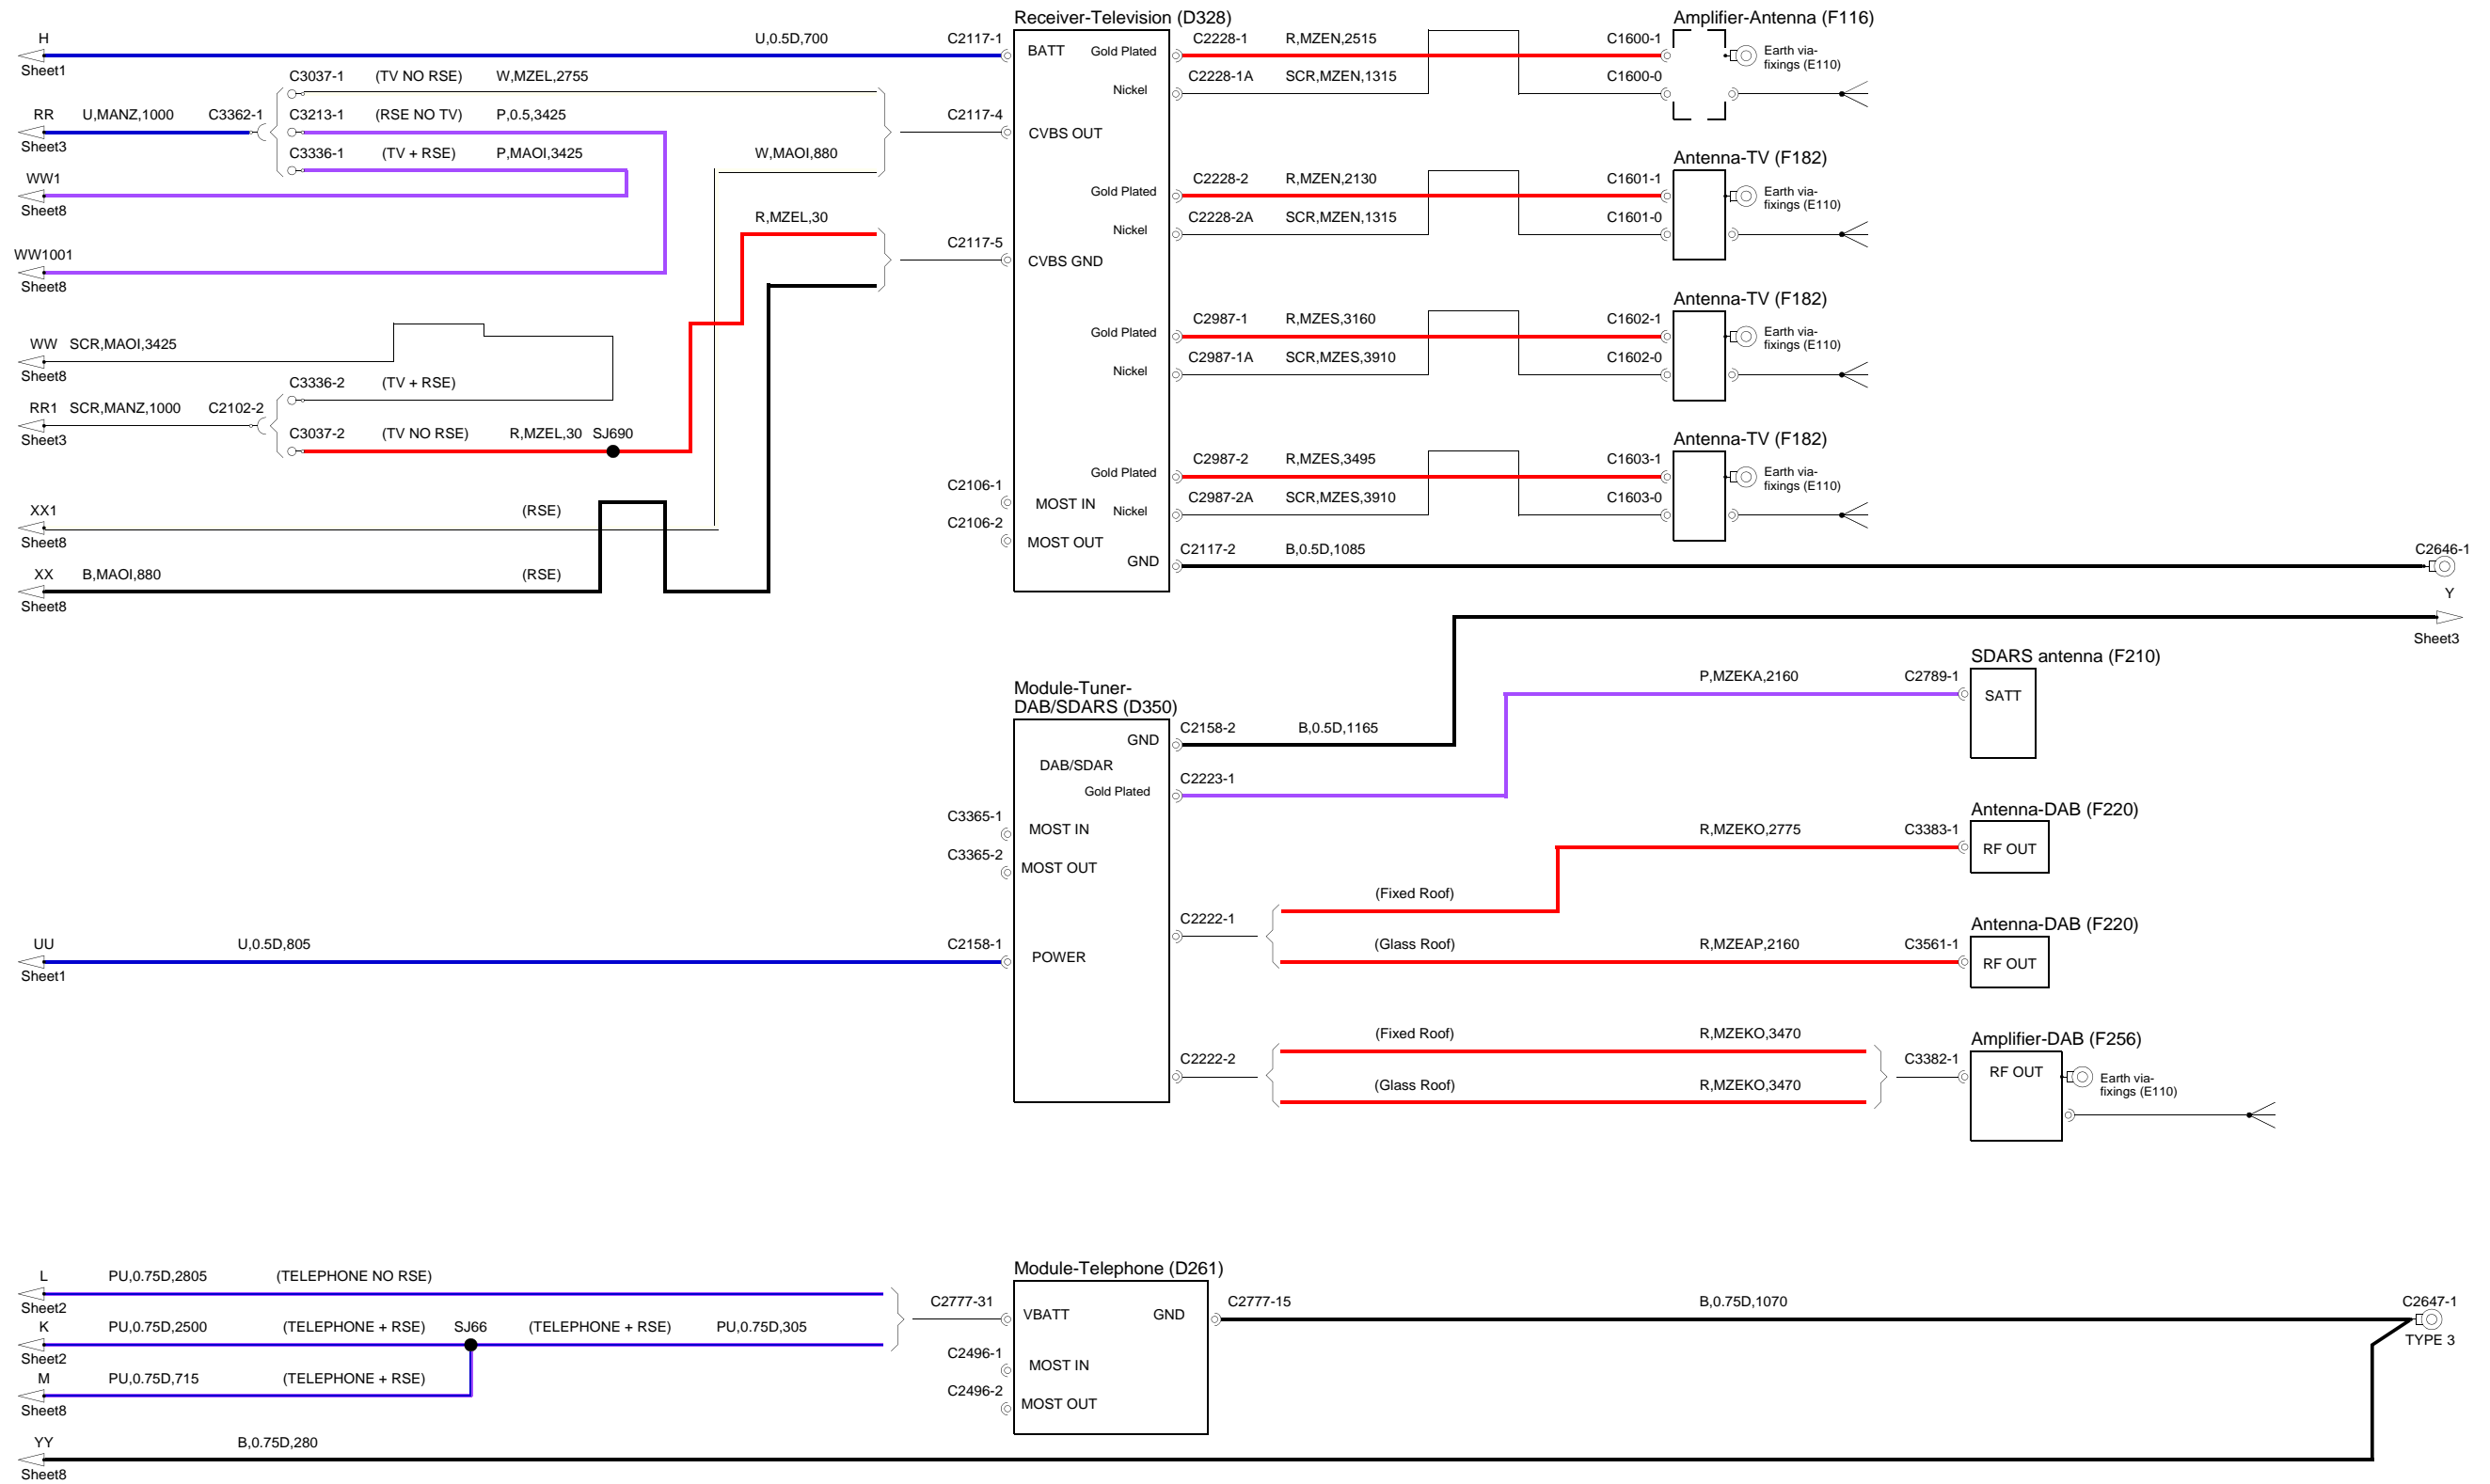 Receiver-Television (D328)
Amplifier-Antenna (F116)
H
U,0.5D,700
C2117-1
BATT
Gold Plated
C2228-1
R,MZEN,2515
C1600-1
Earth via-
fixings (E110)
Sheet1
C3037-1
(TV NO RSE)
W,MZEL,2755
Nickel
C2228-1A
SCR,MZEN,1315
C1600-0
RR
U,MANZ,1000
C3362-1
C3213-1
(RSE NO TV)
P,0.5,3425
C2117-4
CVBS OUT
Sheet3
C3336-1
(TV + RSE)
P,MAOI,3425
W,MAOI,880
Antenna-TV (F182)
WW1
Sheet8
Gold Plated
C2228-2
R,MZEN,2130
C1601-1
Earth via-
fixings (E110)
R,MZEL,30
Nickel
C2228-2A
SCR,MZEN,1315
C1601-0
WW1001
Sheet8
C2117-5
CVBS GND
Antenna-TV (F182)
Gold Plated
C2987-1
R,MZES,3160
C1602-1
Earth via-
fixings (E110)
WW
SCR,MAOI,3425
Sheet8
Nickel
C2987-1A
SCR,MZES,3910
C1602-0
C3336-2
(TV + RSE)
RR1
SCR,MANZ,1000
C2102-2
Sheet3
C3037-2
(TV NO RSE)
R,MZEL,30
SJ690
Antenna-TV (F182)
Gold Plated
C2987-2
R,MZES,3495
C1603-1
Earth via-
fixings (E110)
C2106-1
MOST IN
Nickel
C2987-2A
SCR,MZES,3910
C1603-0
XX1
(RSE)
Sheet8
C2106-2
MOST OUT
GND
C2117-2
B,0.5D,1085
C2646-1
XX
B,MAOI,880
(RSE)
Sheet8
Y
Sheet3
SDARS antenna (F210)
P,MZEKA,2160
C2789-1
SATT
Module-Tuner-
DAB/SDARS (D350)
GND
C2158-2
B,0.5D,1165
DAB/SDAR
Gold Plated
C2223-1
Antenna-DAB (F220)
C3365-1
MOST IN
R,MZEKO,2775
C3383-1
RF OUT
C3365-2
MOST OUT
(Fixed Roof)
C2222-1
Antenna-DAB (F220)
UU
U,0.5D,805
C2158-1
POWER
(Glass Roof)
R,MZEAP,2160
C3561-1
RF OUT
Sheet1
(Fixed Roof)
R,MZEKO,3470
Amplifier-DAB (F256)
C2222-2
C3382-1
RF OUT
Earth via-
fixings (E110)
(Glass Roof)
R,MZEKO,3470
Module-Telephone (D261)
L
PU,0.75D,2805
(TELEPHONE NO RSE)
Sheet2
C2777-31
VBATT
GND
C2777-15
B,0.75D,1070
C2647-1
TYPE 3
K
PU,0.75D,2500
(TELEPHONE + RSE)
SJ66
(TELEPHONE + RSE)
PU,0.75D,305
Sheet2
C2496-1
MOST IN
M
PU,0.75D,715
(TELEPHONE + RSE)
Sheet8
C2496-2
MOST OUT
YY
B,0.75D,280
Sheet8